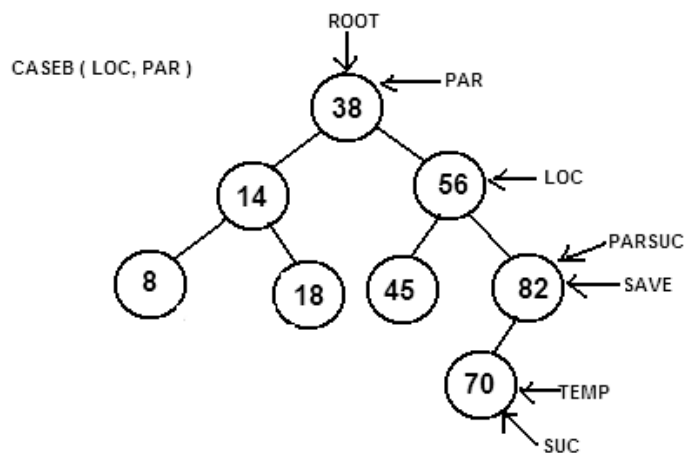 ROOT
CASEB ( LOC, PAR )
PAR
38
14
56
LOC
PARSUC
8
18
45
82
SAVE
70
TEMP
SUC